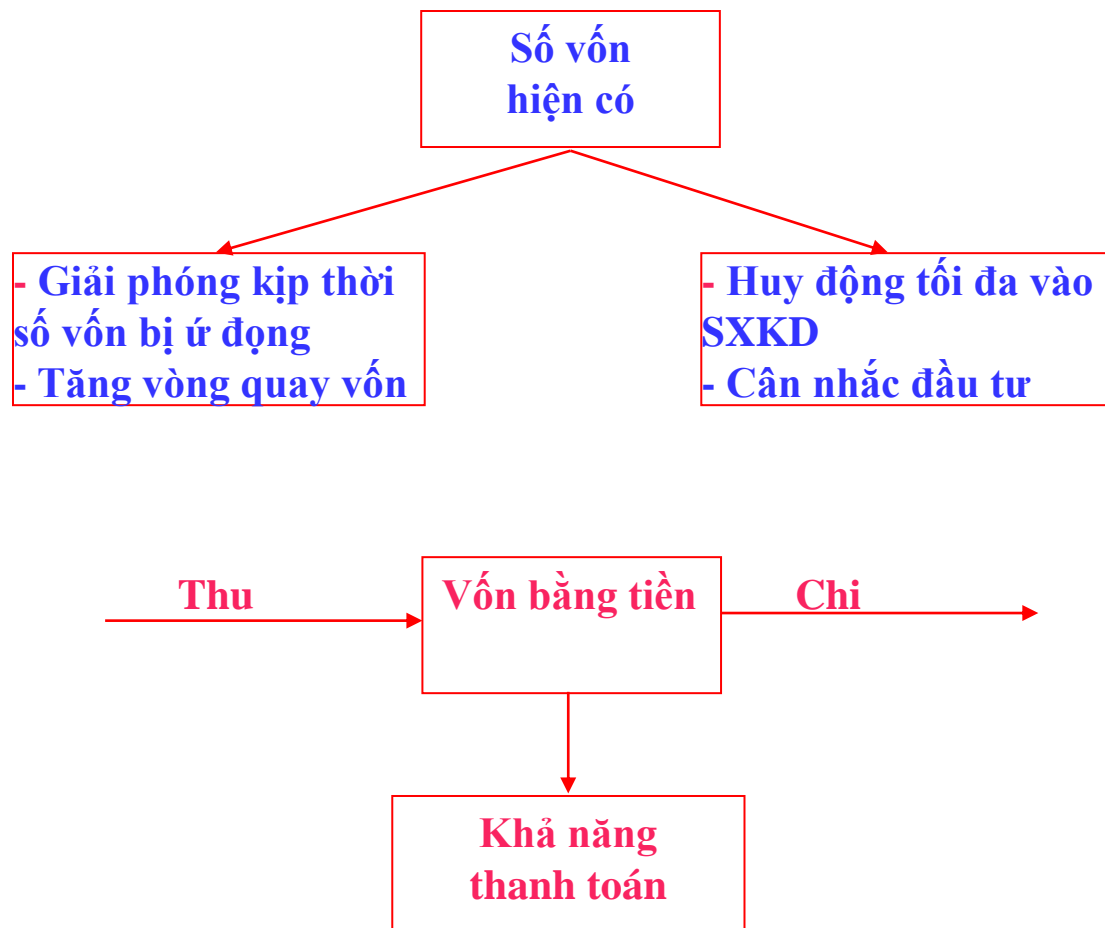 Số vốn
hiện có
- Giải phóng kịp thời
số vốn bị ứ đọng
- Tăng vòng quay vốn
- Huy động tối đa vào
SXKD
- Cân nhắc đầu tư
Thu
Vốn bằng tiền
Chi
Khả năng
thanh toán